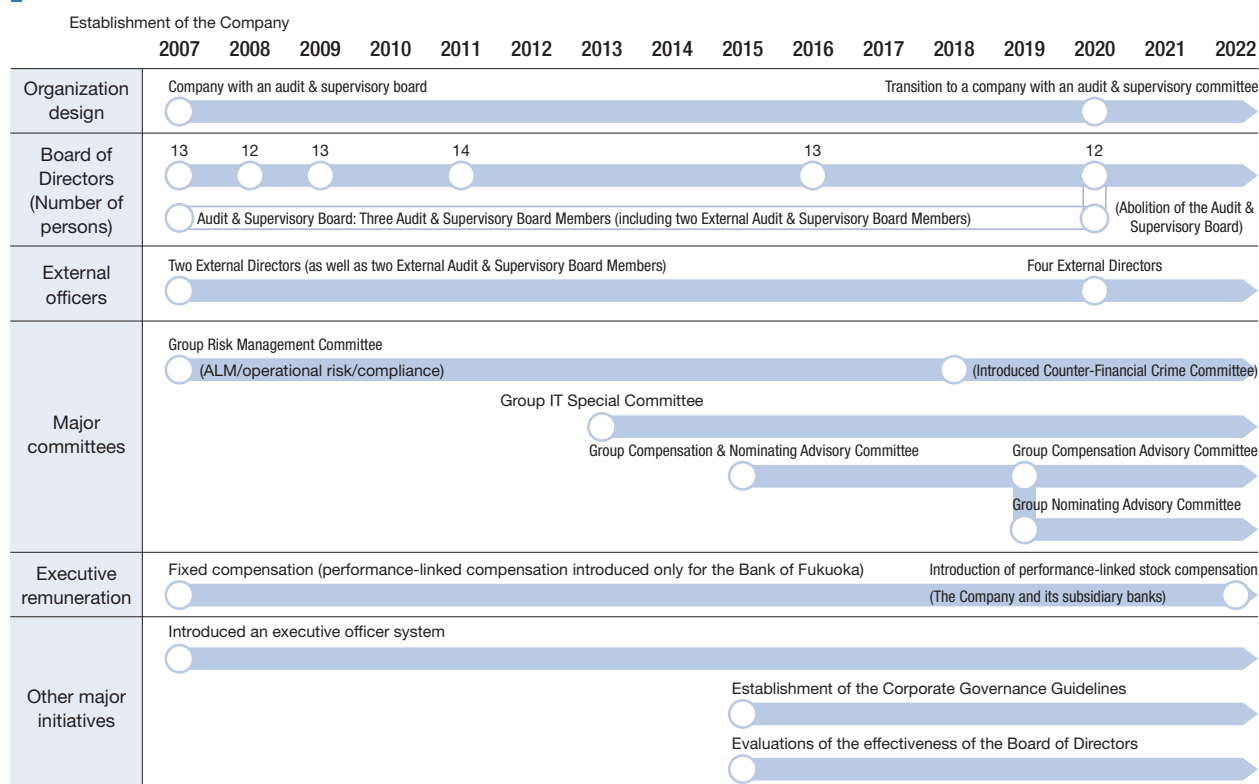 Establishment of the Company
2007 2008 2009 2010 2011 2012 2013 2014 2015 2016 2017 2018 2019 2020 2021 2022
Organization
design
Company with an audit & supervisory board
Transition to a company with an audit & supervisory committee
Board of
Directors
(Number of
persons)
13 12 13 14 13 12
Audit & Supervisory Board: Three Audit & Supervisory Board Members (including two External Audit & Supervisory Board Members)
(Abolition of the Audit &
Supervisory Board)
External
officers
Two External Directors (as well as two External Audit & Supervisory Board Members)
Four External Directors
Major
committees
Group Risk Management Committee
(ALM/operational risk/compliance)
(Introduced Counter-Financial Crime Committee)
Group IT Special Committee
Group Compensation & Nominating Advisory Committee
Group Compensation Advisory Committee
Group Nominating Advisory Committee
Executive
remuneration
Fixed compensation (performance-linked compensation introduced only for the Bank of Fukuoka)
Introduction of performance-linked stock compensation
(The Company and its subsidiary banks)
Other major
initiatives
Introduced an executive officer system
Establishment of the Corporate Governance Guidelines
Evaluations of the effectiveness of the Board of Directors